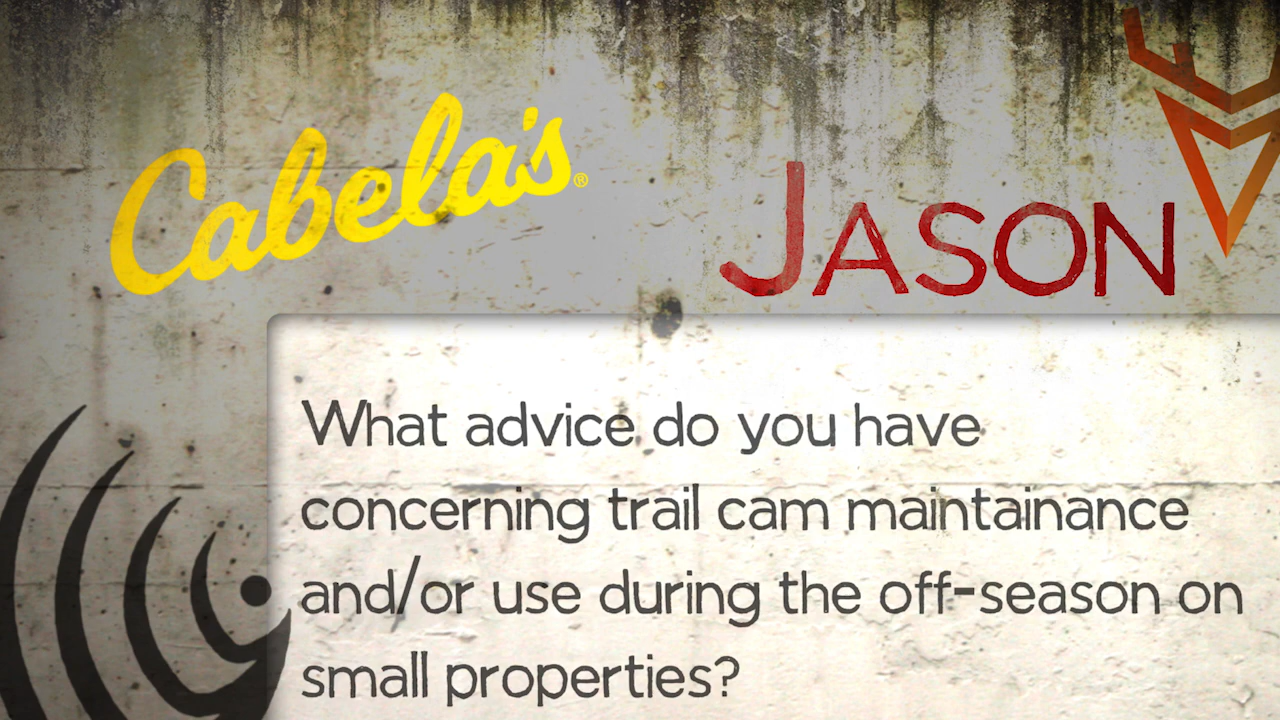 Cabela's®
JASON
What advice do you have
concerning trail cam maintainance
and/or use during the off-season on
small properties?